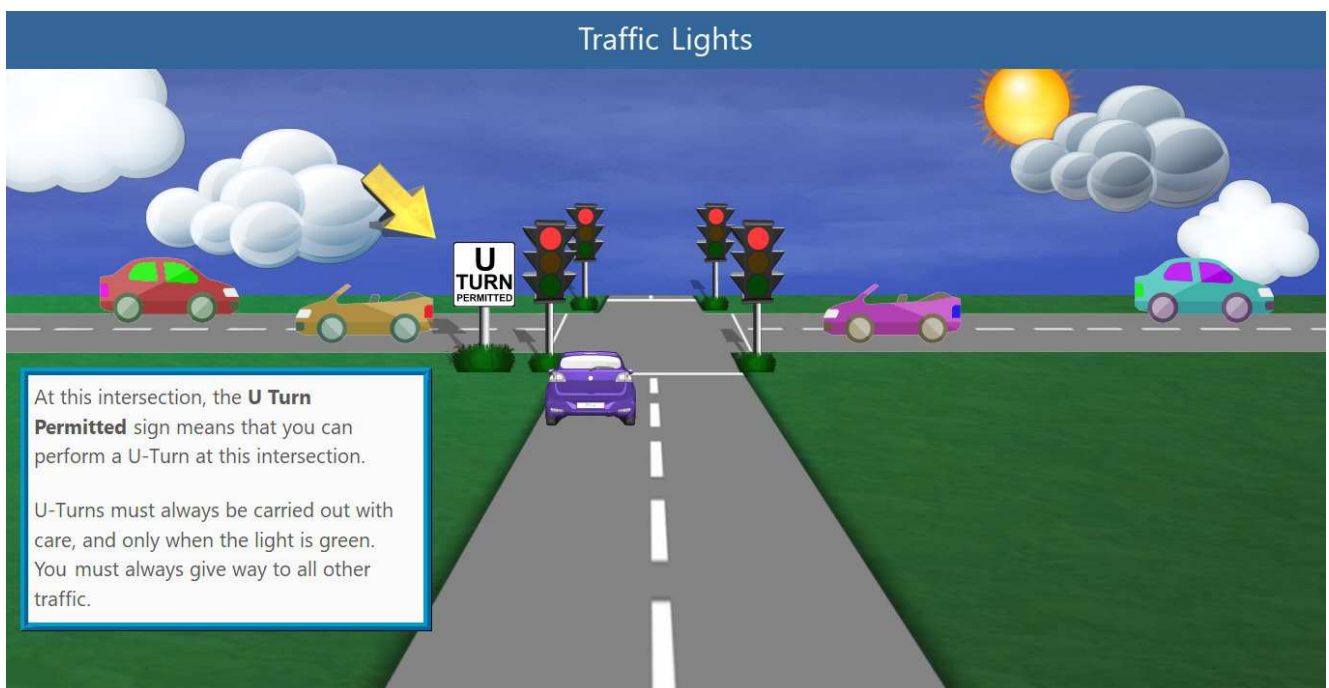 Traffic Lights
U
TURN
PERMITTED
At this intersection, the U Turn
Permitted sign means that you can
perform a U-Turn at this intersection.
U-Turns must always be carried out with
care, and only when the light is green.
You must always give way to all other
traffic.